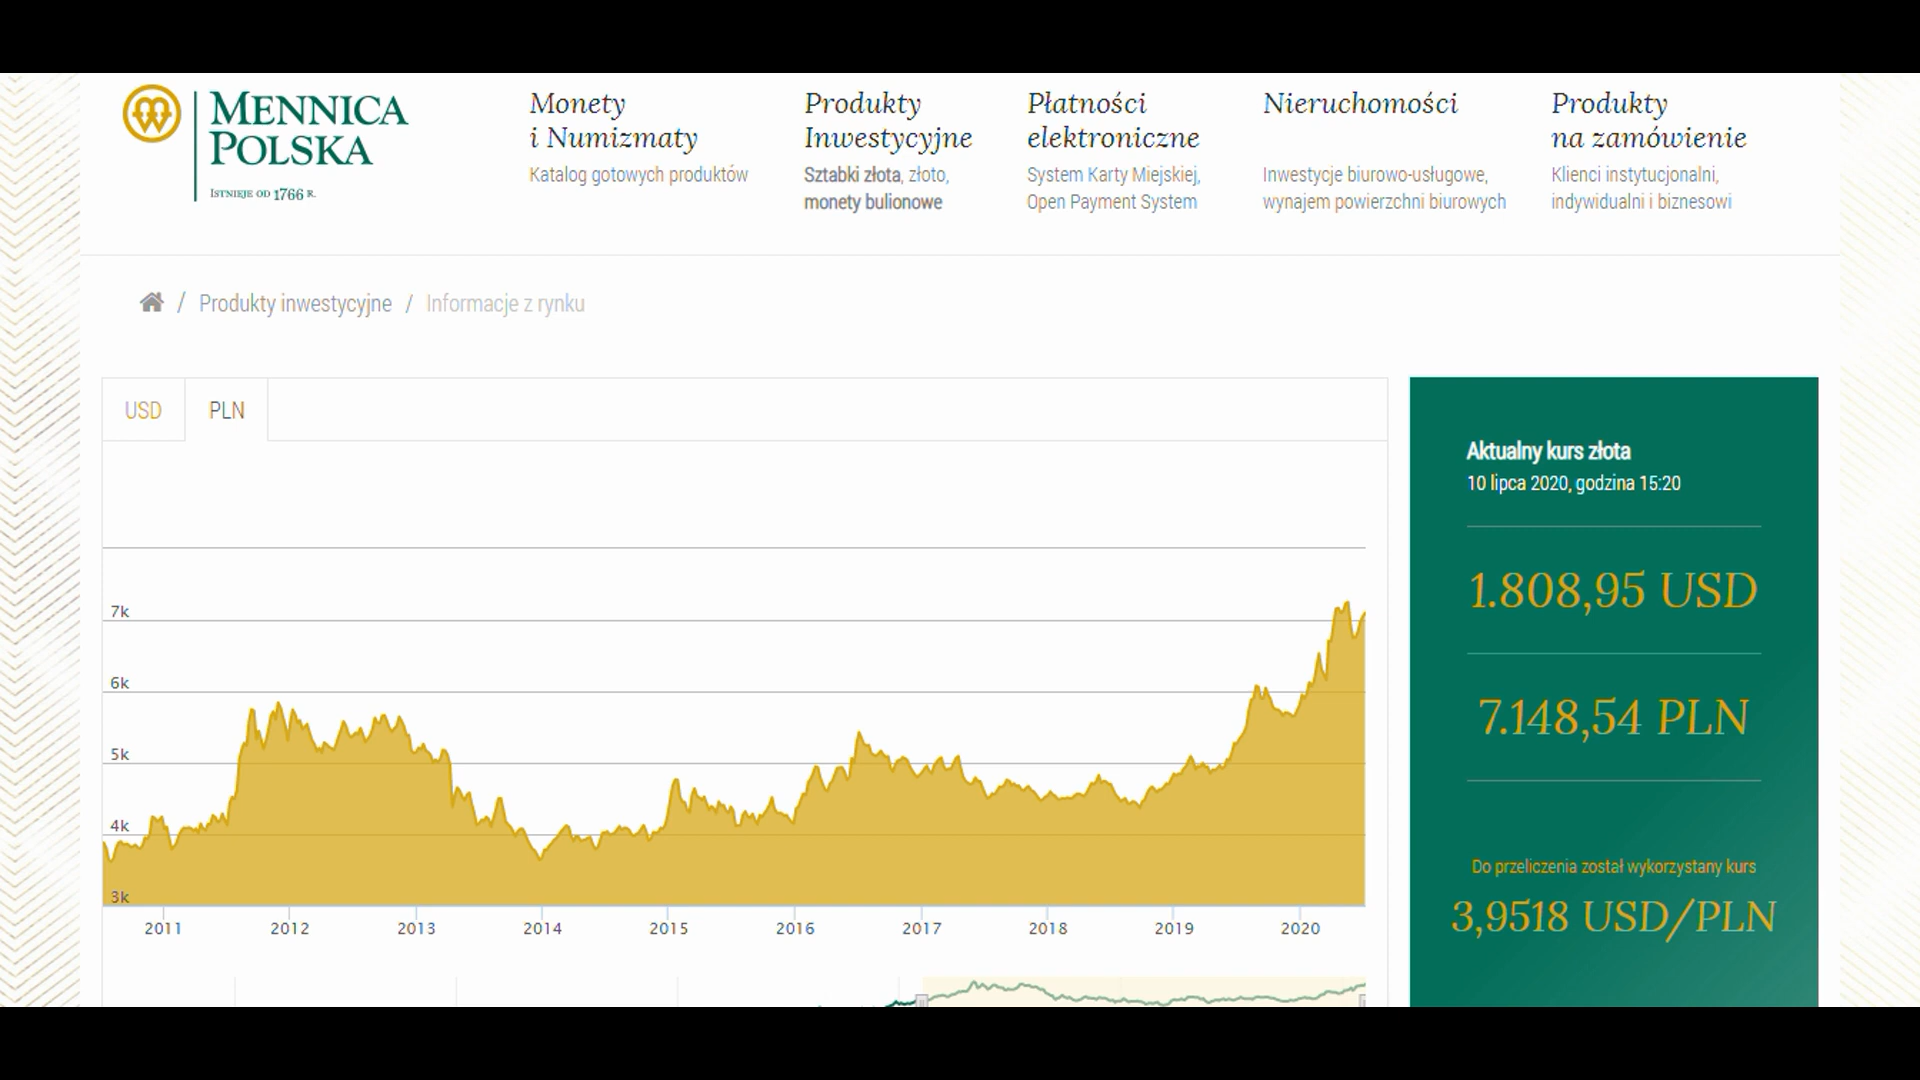 MENNICA
POLSKA
ISTNIEJE OD 1766 R.
Monety
i Numizmaty
Katalog gotowych produktów
Produkty
Inwestycyjne
Sztabki złota, złoto,
monety bulionowe
Płatności
elektroniczne
System Karty Miejskiej,
Open Payment System
Nieruchomości
Inwestycje biurowo-usługowe,
wynajem powierzchni biurowych
Produkty
na zamówienie
Klienci instytucjonalni,
indywidualni i biznesowi
/ Produkty inwestycyjne / Informacje z rynku
USD PLN
7k
6k
5k
4k
3k
2011 2012 2013 2014 2015 2016 2017 2018 2019 2020
Aktualny kurs złota
10 lipca 2020, godzina 15:20
1.808,95 USD
7.148,54 PLN
Do przeliczenia został wykorzystany kurs
3,9518 USD/PLN